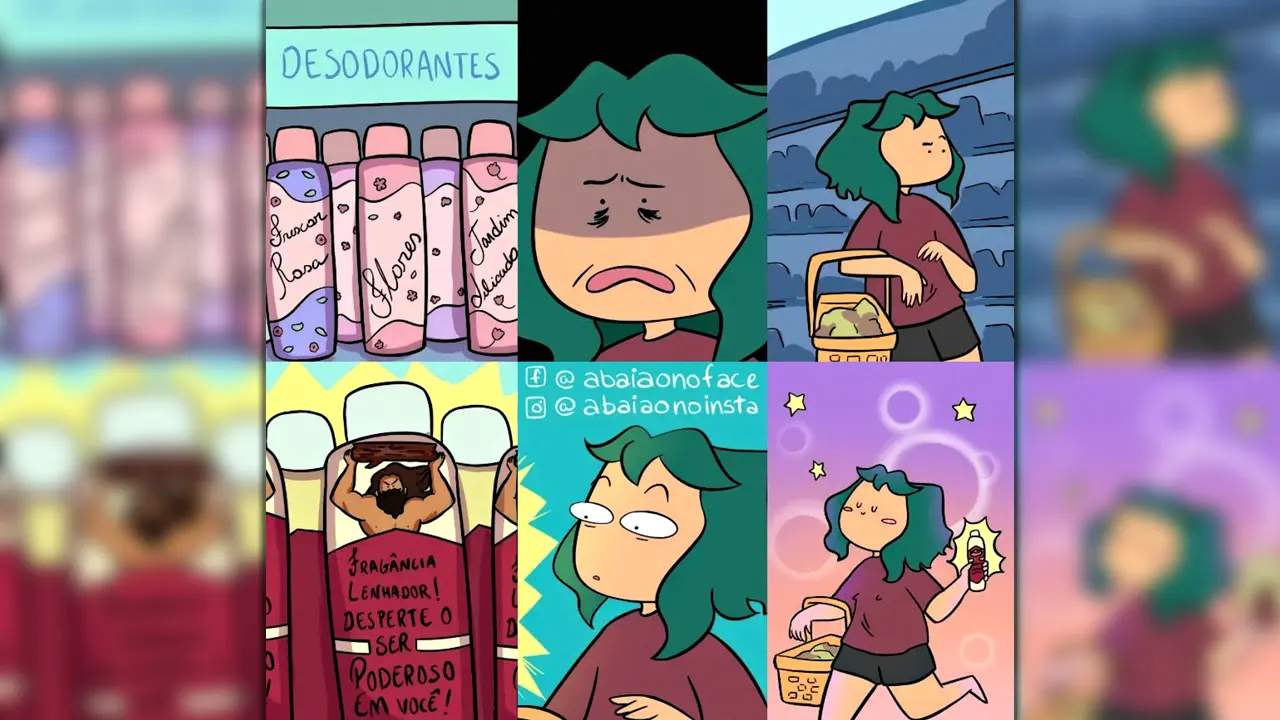 DESODORANTES
Frescor
Rosa
Flores
Jardim
delicado
@abaiaonoface
@abaiaonoinsta
FRAGÂNCIA
LENHADOR!
DESPERTE O
SER
PODEROSO
EM VOCÊ!